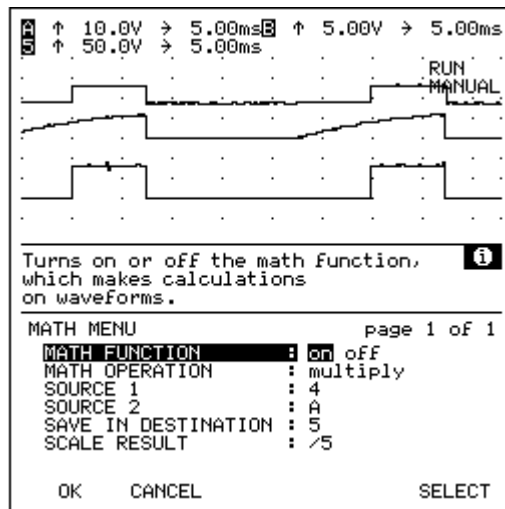 A ↑ 10.0V → 5.00ms B ↑ 5.00V → 5.00ms
5 ↑ 50.0V → 5.00ms
RUN
MANUAL
Turns on or off the math function,
which makes calculations
on waveforms.
i
MATH MENU page 1 of 1
MATH FUNCTION : on off
MATH OPERATION : multiply
SOURCE 1 : 4
SOURCE 2 : A
SAVE IN DESTINATION : 5
SCALE RESULT : /5
OK CANCEL SELECT